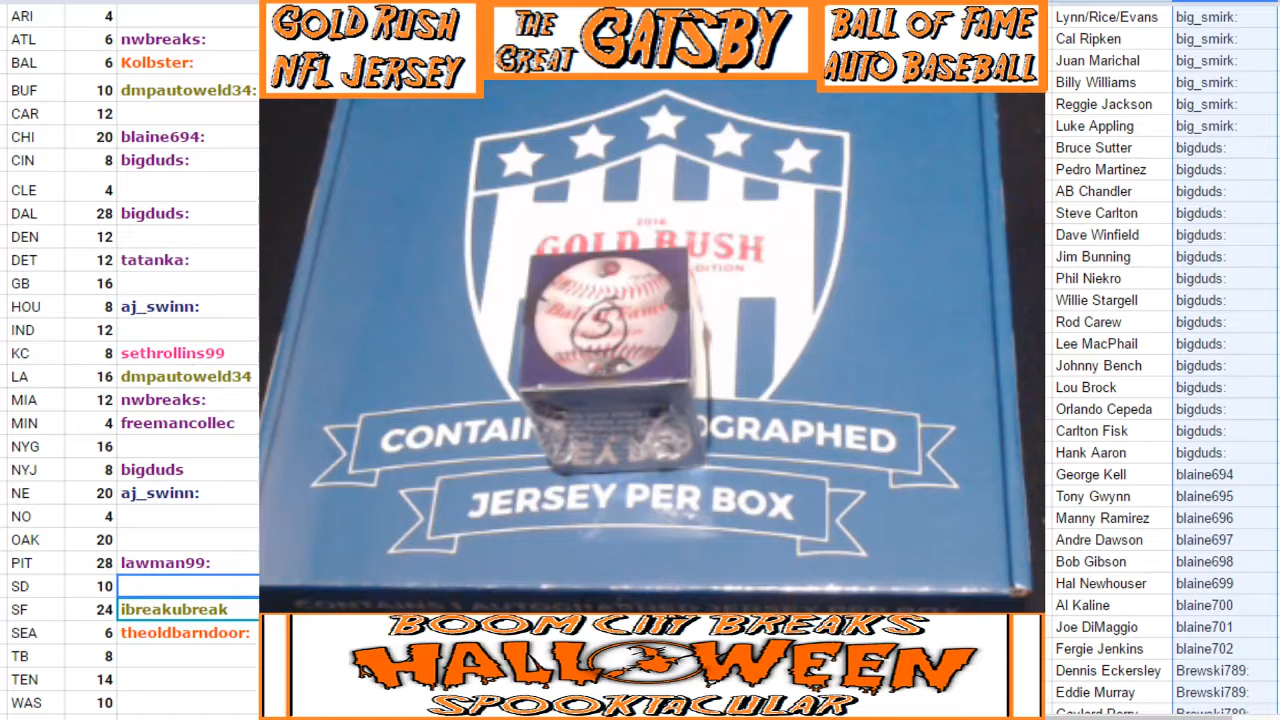 ARI 4
ATL 6 nwbreaks:
BAL 6 Kolbster:
BUF 10 dmpautoweld34:
CAR 12
CHI 20 blaine694:
CIN 8 bigduds:
CLE 4
DAL 28 bigduds:
DEN 12
DET 12 tatanka:
GB 16
HOU 8 aj_swinn:
IND 12
KC 8 sethrollins99
LA 16 dmpautoweld34
MIA 12 nwbreaks:
MIN 4 freemancollec
NYG 16
NYJ 8 bigduds
NE 20 aj_swinn:
NO 4
OAK 20
PIT 28 lawman99:
SD 10
SF 24 ibreakubreak
SEA 6 theoldbarndoor:
TB 8
TEN 14
WAS 10
GOLD RUSH
NFL JERSEY
THE
GREAT GATSBY
BALL OF FAME
AUTO BASEBALL
2016
GOLD RUSH
DITION
Ball of Fame
CONTAIN OGRAPHED
JERSEY PER BOX
BOOM CITY BREAKS
HALLOWEEN
SPOOKTACULAR
Lynn/Rice/Evans big_smirk:
Cal Ripken big_smirk:
Juan Marichal big_smirk:
Billy Williams big_smirk:
Reggie Jackson big_smirk:
Luke Appling big_smirk:
Bruce Sutter bigduds:
Pedro Martinez bigduds:
AB Chandler bigduds:
Steve Carlton bigduds:
Dave Winfield bigduds:
Jim Bunning bigduds:
Phil Niekro bigduds:
Willie Stargell bigduds:
Rod Carew bigduds:
Lee MacPhail bigduds:
Johnny Bench bigduds:
Lou Brock bigduds:
Orlando Cepeda bigduds:
Carlton Fisk bigduds:
Hank Aaron bigduds:
George Kell blaine694
Tony Gwynn blaine695
Manny Ramirez blaine696
Andre Dawson blaine697
Bob Gibson blaine698
Hal Newhouser blaine699
Al Kaline blaine700
Joe DiMaggio blaine701
Fergie Jenkins blaine702
Dennis Eckersley Brewski789:
Eddie Murray Brewski789:
Gaylord Perry Brewski789: